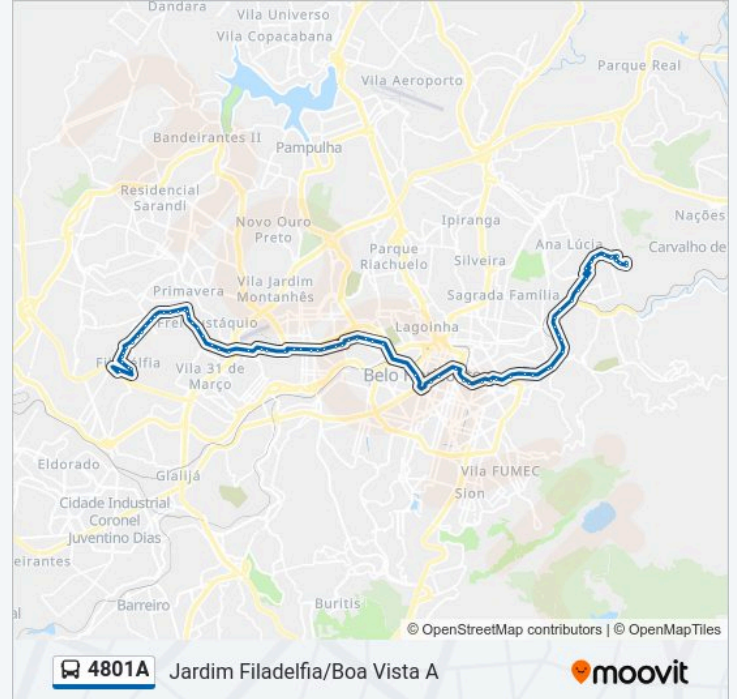 Dandara
Vila Universo
Vila Copacabana
Vila Aeroporto
Parque Real
Bandeirantes II
Pampulha
Residencial
Sarandi
Novo Ouro
Preto
Ipiranga
Nações
Parque
Riachuelo
Silveira
Ana Lúcia
Carvalho de
Primavera
Vila Jardim
Montanhês
Sagrada Família
Lagoinha
Vila 31 de
Março
Belo
Eldorado
Vila FUMEC
Sion
Cidade Industrial
Coronel
Juventino Dias
eirantes
al
Barreiro
Buritis
© OpenStreetMap contributors | © OpenMapTiles
4801A Jardim Filadelfia/Boa Vista A
moovit